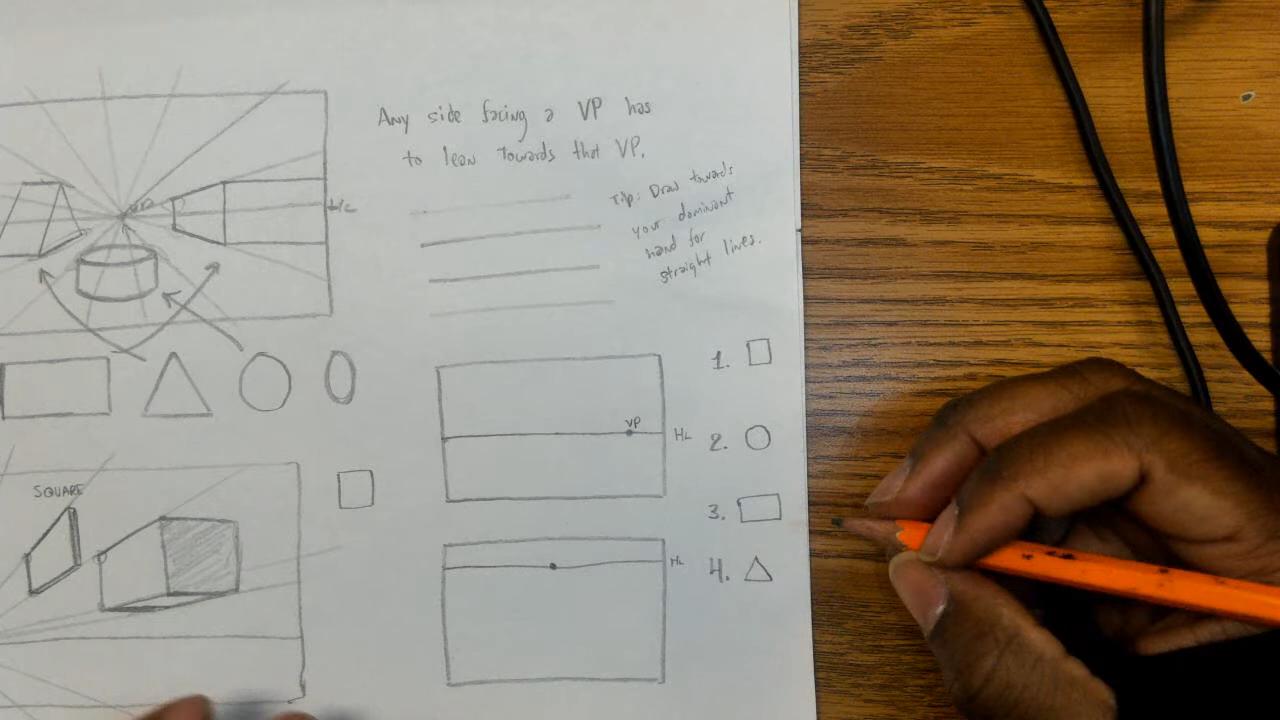 Any side facing a VP has
to lean towards that VP.
Tip: Draw towards
your dominant
hand for
straight lines.
VP
HL
1.
VP
HL
2.
SQUARE
3.
HL
4.